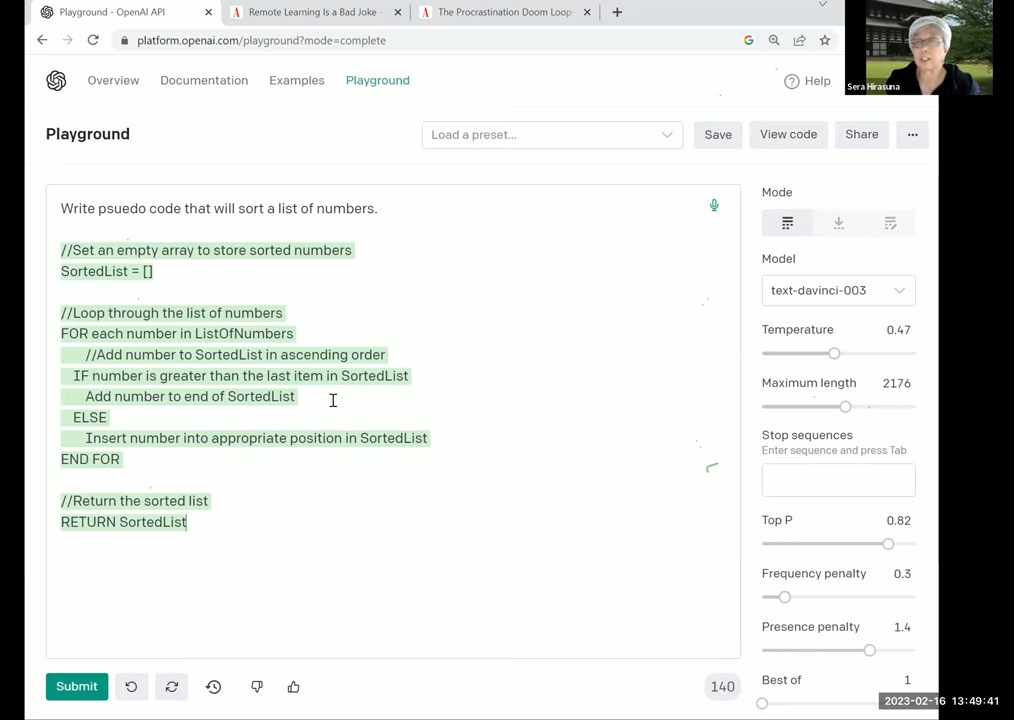 Playground - OpenAI API
Remote Learning Is a Bad Joke -
The Procrastination Doom Loop-
platform.openai.com/playground?mode=complete
Sera Hirasuna
Overview
Documentation
Examples
Playground
Help
Playground
Load a preset...
Save
View code
Share
Write psuedo code that will sort a list of numbers.
//Set an empty array to store sorted numbers
SortedList = []
//Loop through the list of numbers
FOR each number in ListOfNumbers
//Add number to SortedList in ascending order
IF number is greater than the last item in SortedList
Add number to end of SortedList
ELSE
Insert number into appropriate position in SortedList
END FOR
//Return the sorted list
RETURN SortedList
Mode
Model
text-davinci-003
Temperature 0.47
Maximum length 2176
Stop sequences
Enter sequence and press Tab
Top P 0.82
Frequency penalty 0.3
Presence penalty 1.4
Best of 1
Submit
140
2023-02-16 13:49:41